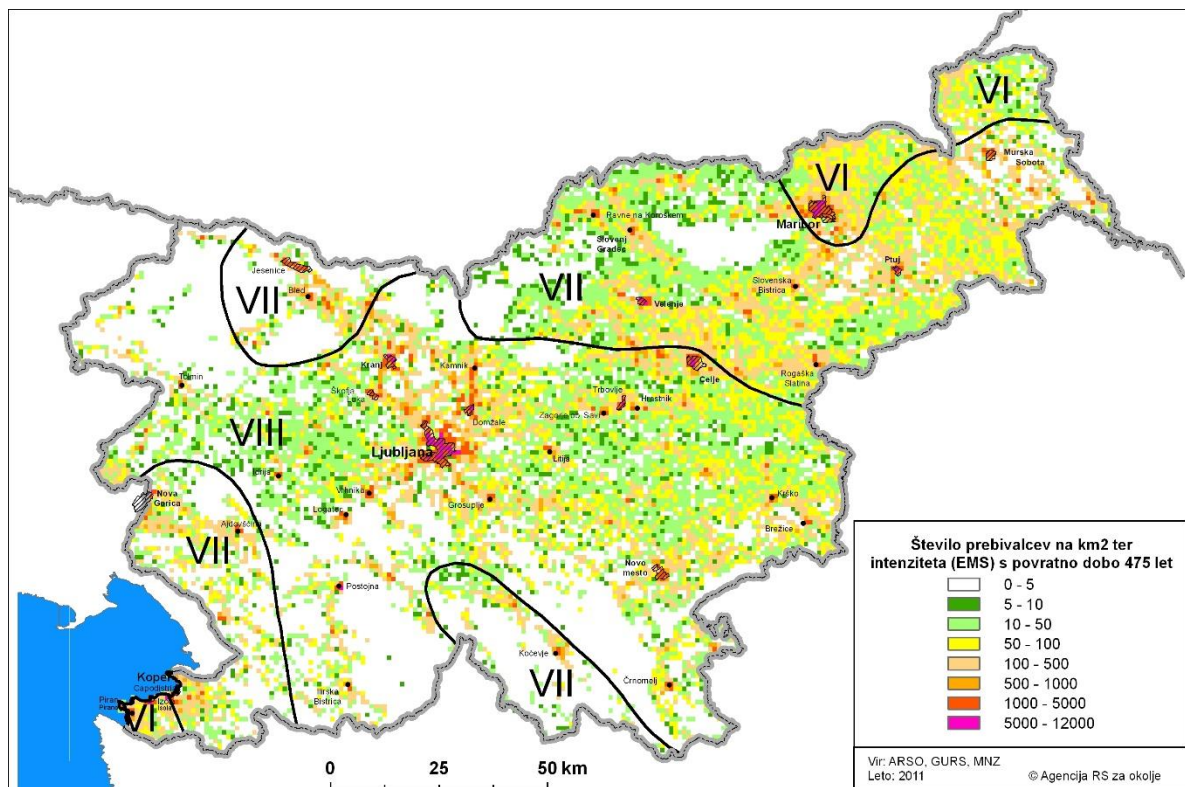 VI
Murska
Sobota
VI
Maribor
Ravne na Koroškem
Slovenj
Gradec
Ptuj
Jesenice
Bled
VII
VII
Velenje
Slovenska
Bistrica
Kranj
Kamnik
Celje
Rogaška
Slatina
Tolmin
Škofja
Loka
Trbovlje
Hrastnik
Zagorje ob Savi
Domžale
VIII
Ljubljana
Litija
Idrija
Vrhnika
Nova
Gorica
Grosuplje
Krško
Logatec
Ajdovščina
Brežice
VII
Novo
mesto
Postojna
Kočevje
VII
Črnomelj
Koper
Capodistria
Ilirska
Bistrica
Piran
Pirano
Izola
Isola
VI
0 25 50 km
Število prebivalcev na km2 ter
intenziteta (EMS) s povratno dobo 475 let
0 - 5
5 - 10
10 - 50
50 - 100
100 - 500
500 - 1000
1000 - 5000
5000 - 12000
Vir: ARSO, GURS, MNZ
Leto: 2011 © Agencija RS za okolje